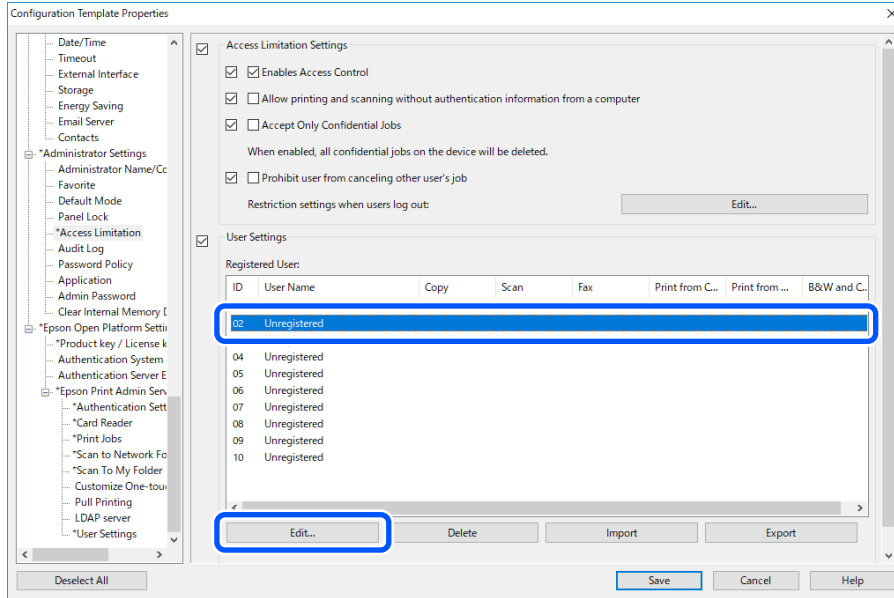 Configuration Template Properties
Date/Time
Timeout
External Interface
Storage
Energy Saving
Email Server
Contacts
*Administrator Settings
Administrator Name/Cc
Favorite
Default Mode
Panel Lock
*Access Limitation
Audit Log
Password Policy
Application
Admin Password
Clear Internal Memory D
*Epson Open Platform Settin
*Product key / License k
Authentication System
Authentication Server E
*Epson Print Admin Serv
*Authentication Sett
*Card Reader
*Print Jobs
*Scan to Network Fo
*Scan To My Folder
Customize One-touc
Pull Printing
LDAP server
*User Settings
Deselect All
Access Limitation Settings
Enables Access Control
Allow printing and scanning without authentication information from a computer
Accept Only Confidential Jobs
When enabled, all confidential jobs on the device will be deleted.
Prohibit user from canceling other user's job
Restriction settings when users log out: Edit...
User Settings
Registered User:
ID User Name Copy Scan Fax Print from C... Print from ... B&W and C..
02 Unregistered
04 Unregistered
05 Unregistered
06 Unregistered
07 Unregistered
08 Unregistered
09 Unregistered
10 Unregistered
Edit... Delete Import Export
Save Cancel Help